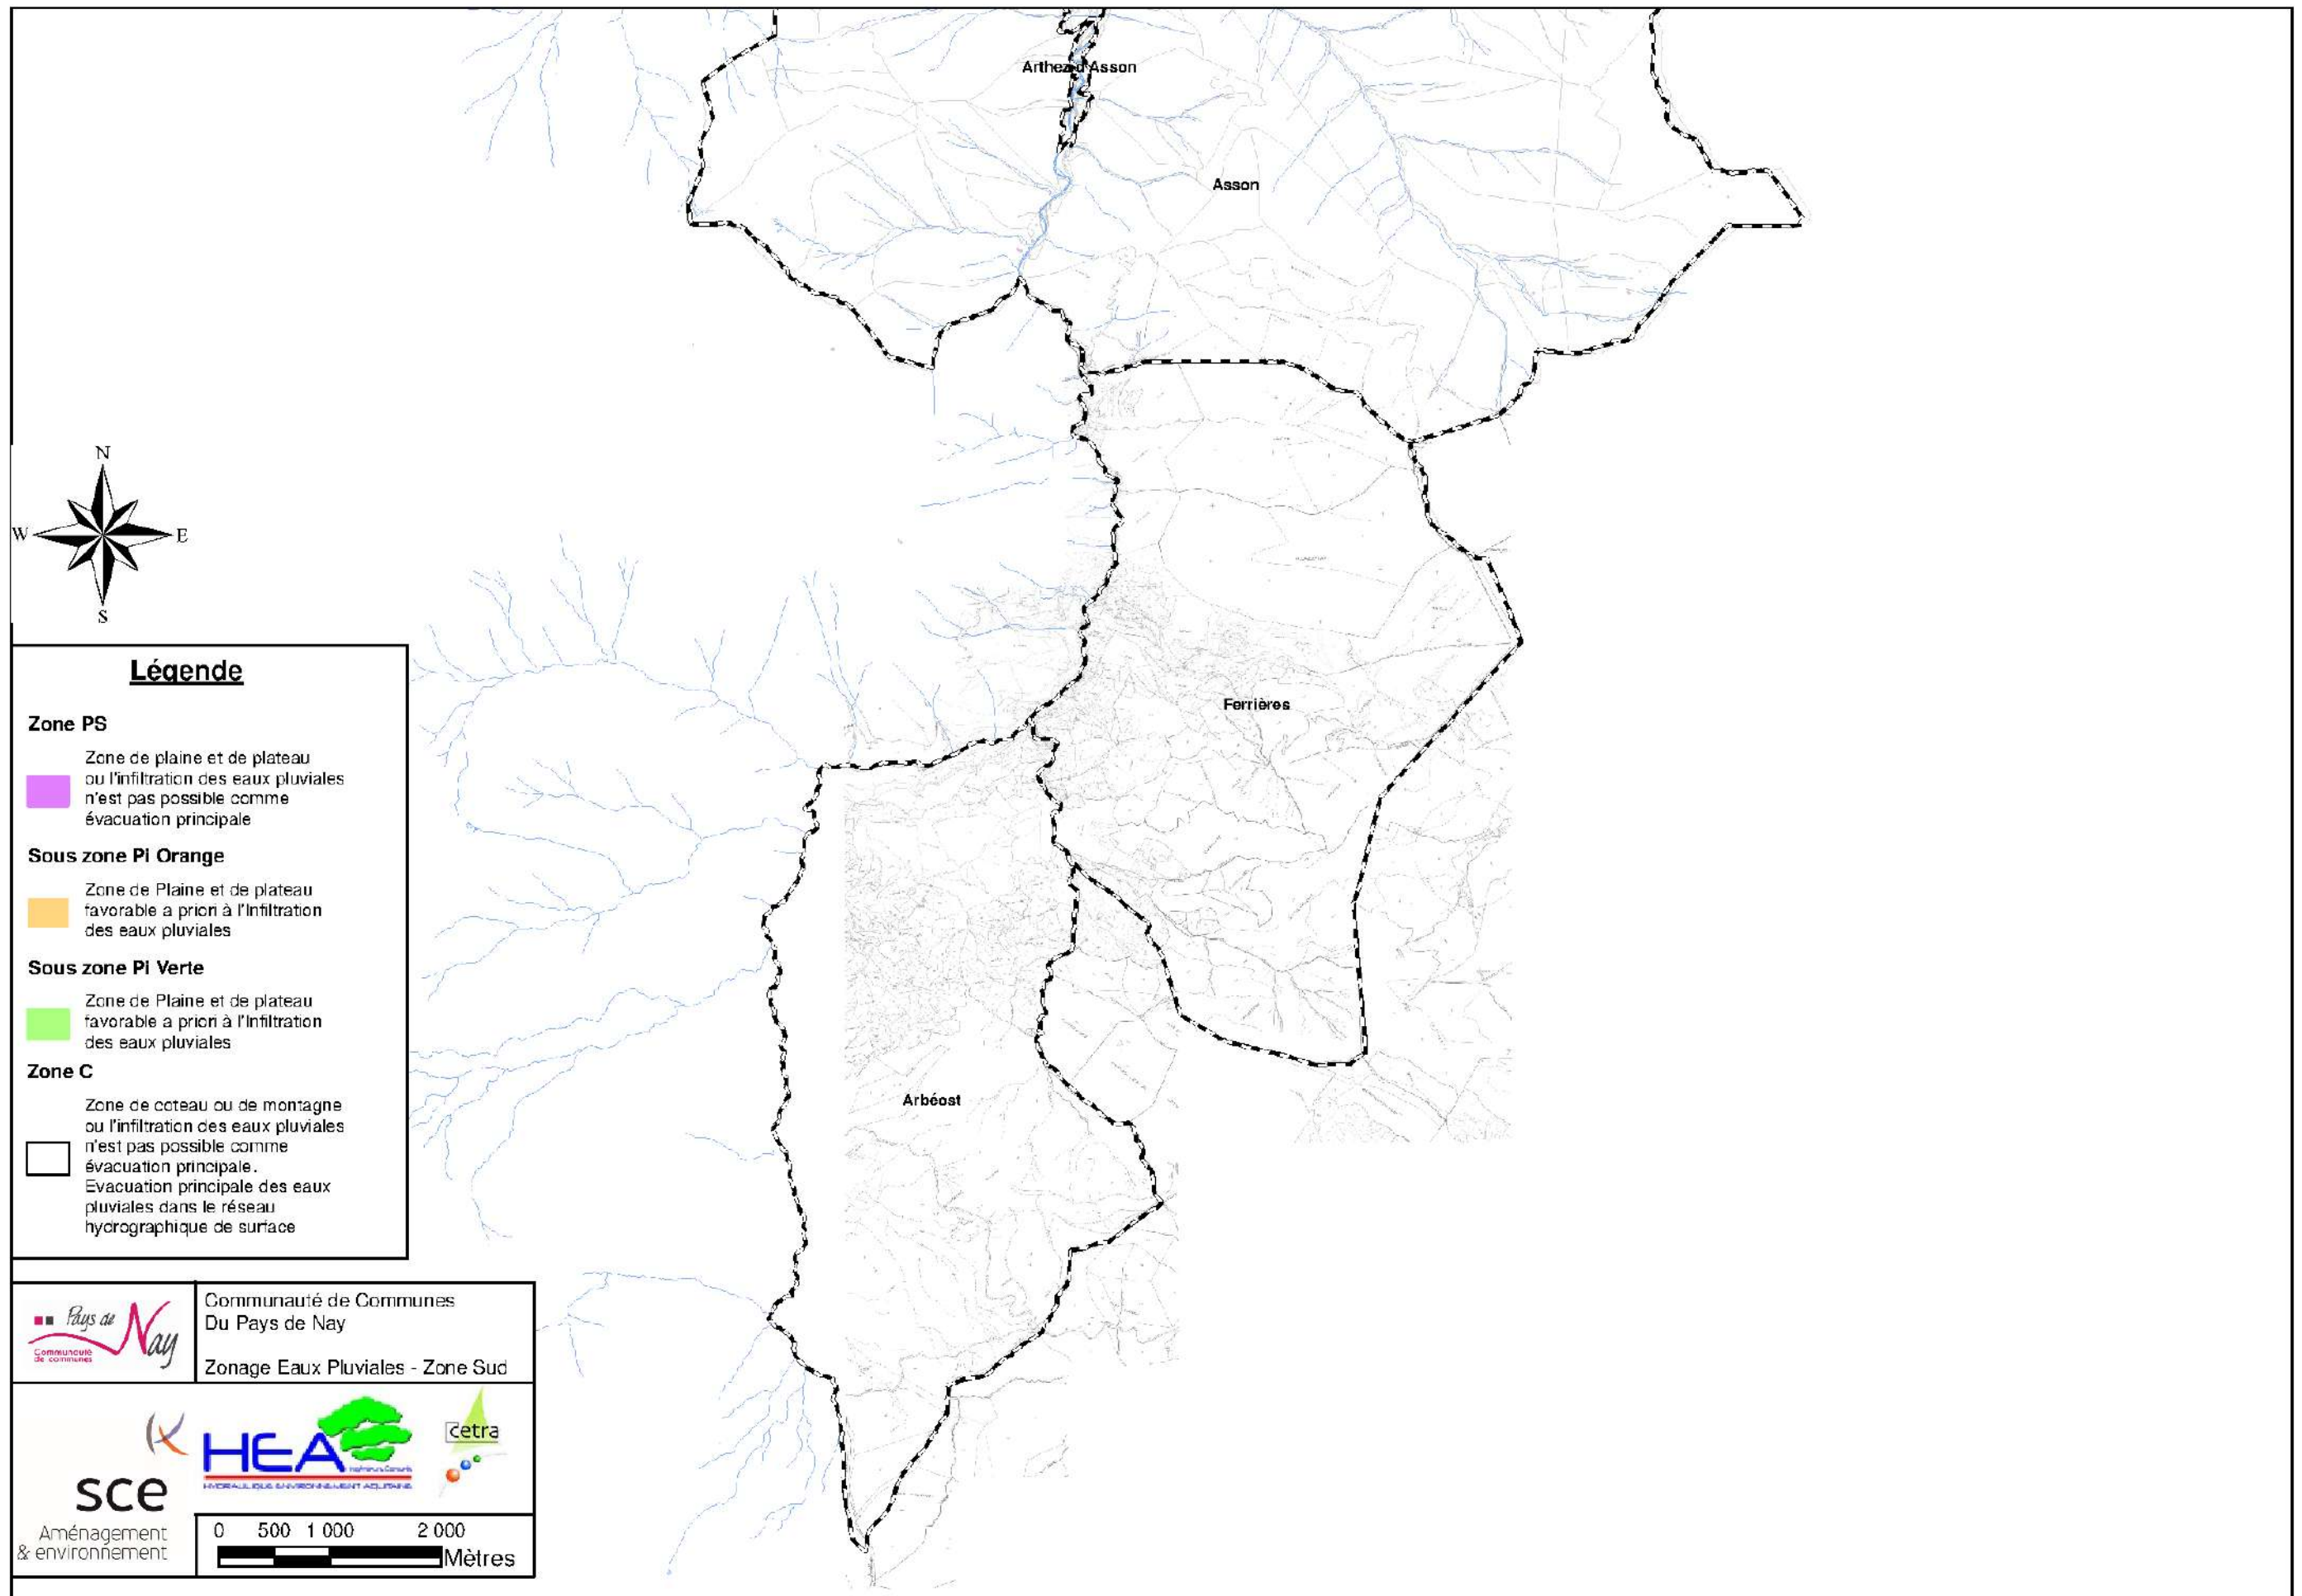 Arthez d'Asson
Asson
N
W
E
S
Ferrières
Arbéost
Légende
Zone PS
Zone de plaine et de plateau
ou l'infiltration des eaux pluviales
n'est pas possible comme
évacuation principale
Sous zone Pi Orange
Zone de Plaine et de plateau
favorable a priori à l'Infiltration
des eaux pluviales
Sous zone Pi Verte
Zone de Plaine et de plateau
favorable a priori à l'Infiltration
des eaux pluviales
Zone C
Zone de coteau ou de montagne
ou l'infiltration des eaux pluviales
n'est pas possible comme
évacuation principale.
Evacuation principale des eaux
pluviales dans le réseau
hydrographique de surface
Pays de
Nay
Communauté
de communes
Communauté de Communes
Du Pays de Nay
Zonage Eaux Pluviales - Zone Sud
HEA
HYDRAULIQUE ENVIRONNEMENT AQUITAINE
cetra
sce
Aménagement
& environnement
0 500 1 000 2 000
Mètres